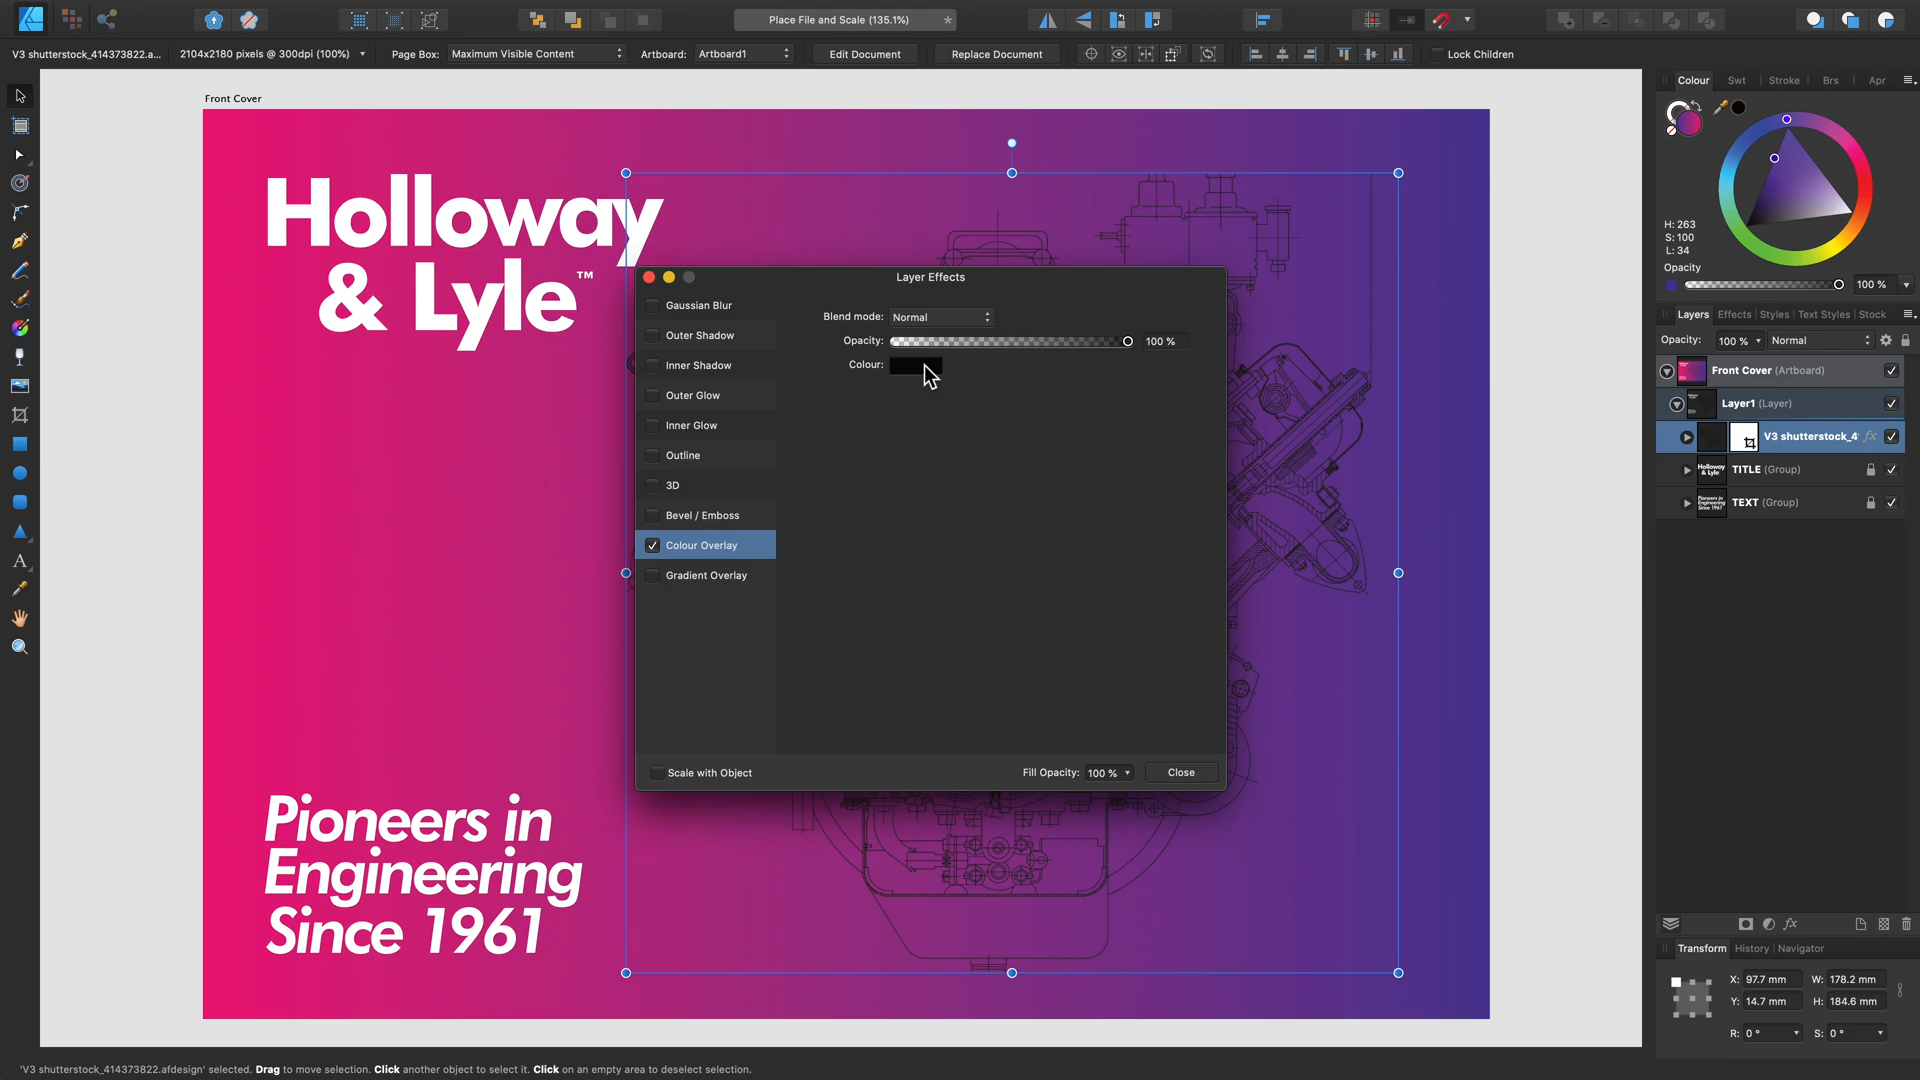 Place File and Scale (135.1%)
V3 shutterstock_414373822.a...
2104x2180 pixels @ 300dpi (100%)
Page Box:
Maximum Visible Content
Artboard:
Artboard1
Edit Document
Replace Document
Lock Children
Front Cover
Holloway
& Lyle™
Pioneers in
Engineering
Since 1961
Layer Effects
Gaussian Blur
Outer Shadow
Inner Shadow
Outer Glow
Inner Glow
Outline
3D
Bevel / Emboss
Colour Overlay
Gradient Overlay
Blend mode:
Normal
Opacity:
100 %
Colour:
Scale with Object
Fill Opacity:
100 %
Close
Colour
Swt
Stroke
Brs
Apr
H: 263
S: 100
L: 34
Opacity
100 %
Layers
Effects
Styles
Text Styles
Stock
Opacity:
100 %
Normal
Front Cover (Artboard)
Layer1 (Layer)
V3 shutterstock_4'
fx
TITLE (Group)
TEXT (Group)
fx
Transform
History
Navigator
X: 97.7 mm
W: 178.2 mm
Y: 14.7 mm
H: 184.6 mm
R: 0 °
S: 0 °
'V3 shutterstock_414373822.afdesign' selected. Drag to move selection. Click another object to select it. Click on an empty area to deselect selection.